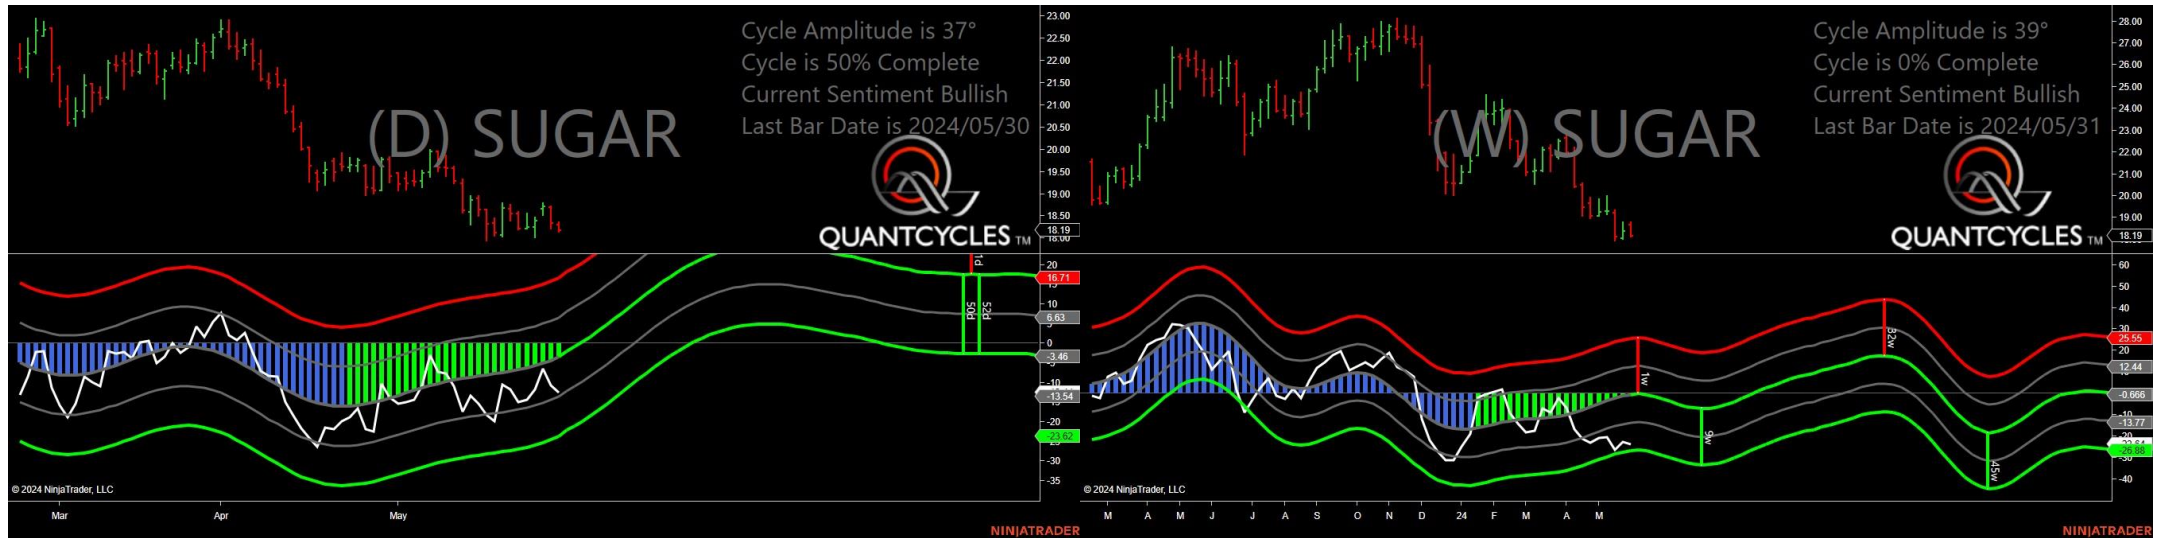 Cycle Amplitude is 37°
Cycle is 50% Complete
Current Sentiment Bullish
Last Bar Date is 2024/05/30
(D) SUGAR
QUANTCYCLES TM
23.00
22.50
22.00
21.50
21.00
20.50
20.00
19.50
19.00
18.50
18.19
18.00
1d
50d
52d
20
16.71
10
6.63
0
-3.46
-10
-13.54
-20
-23.62
-30
-35
© 2024 NinjaTrader, LLC
Mar Apr May
NINJATRADER
Cycle Amplitude is 39°
Cycle is 0% Complete
Current Sentiment Bullish
Last Bar Date is 2024/05/31
(W) SUGAR
QUANTCYCLES TM
28.00
27.00
26.00
25.00
24.00
23.00
22.00
21.00
20.00
19.00
18.19
1w
9w
32w
45w
60
50
40
30
25.55
20
12.44
-0.666
-10
-13.77
-26.88
-30
-40
© 2024 NinjaTrader, LLC
M A M J J A S O N D 24 F M A M
NINJATRADER